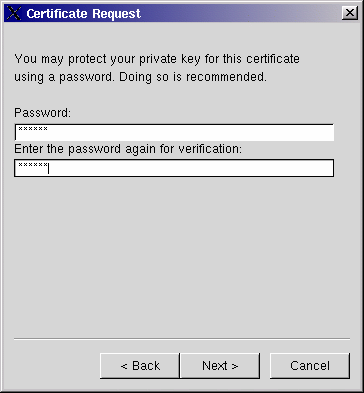 Certificate Request
You may protect your private key for this certificate
using a password. Doing so is recommended.
Password:
******
Enter the password again for verification:
******
< Back
Next >
Cancel